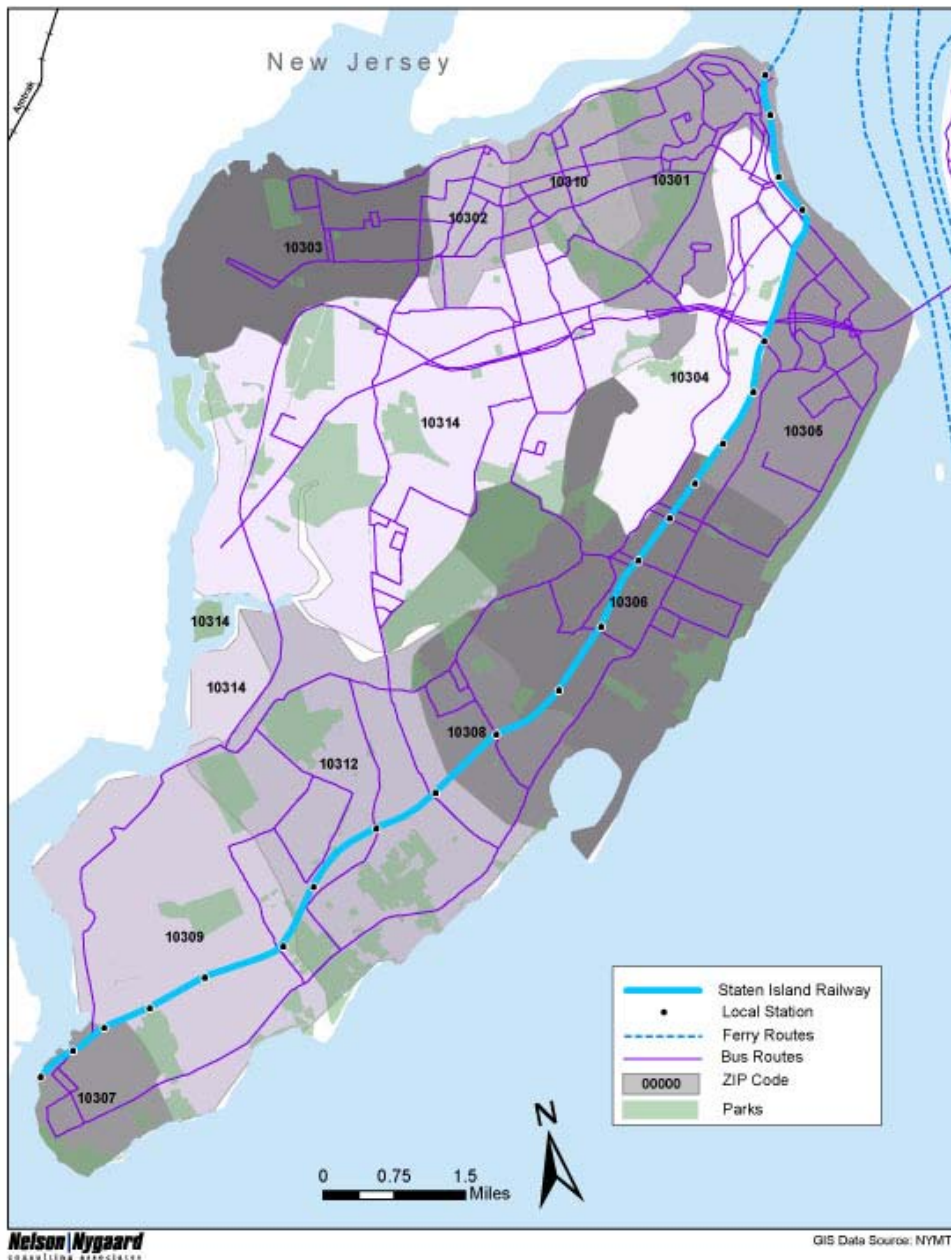 New Jersey
Amtrak
10301
10310
10302
10303
10304
10314
10305
10306
10314
10314
10308
10312
10309
10307
Staten Island Railway
Local Station
Ferry Routes
Bus Routes
00000 ZIP Code
Parks
N
0 0.75 1.5
Miles
Nelson|Nygaard
consulting associates
GIS Data Source: NYMT